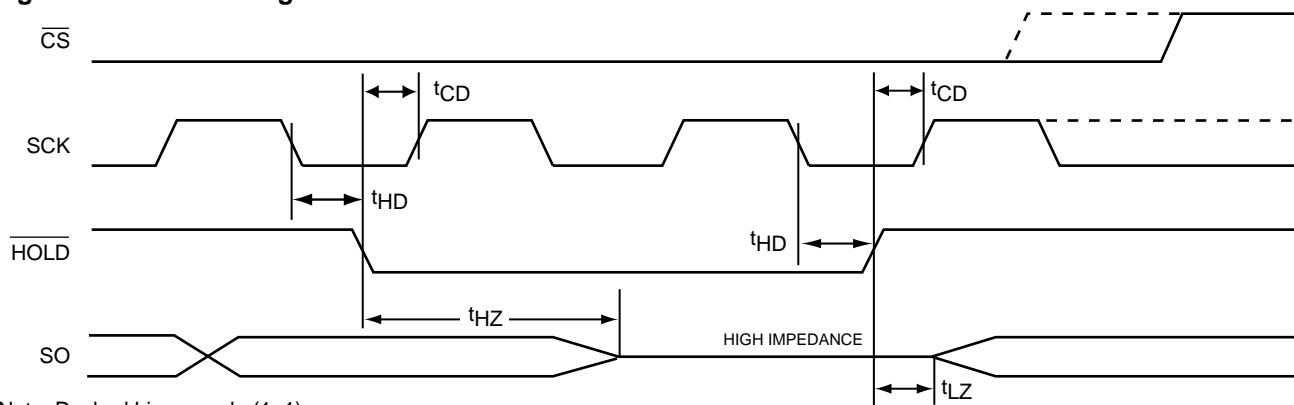 CS
tCD
tCD
SCK
tHD
HOLD
tHD
tHZ
HIGH IMPEDANCE
SO
tLZ